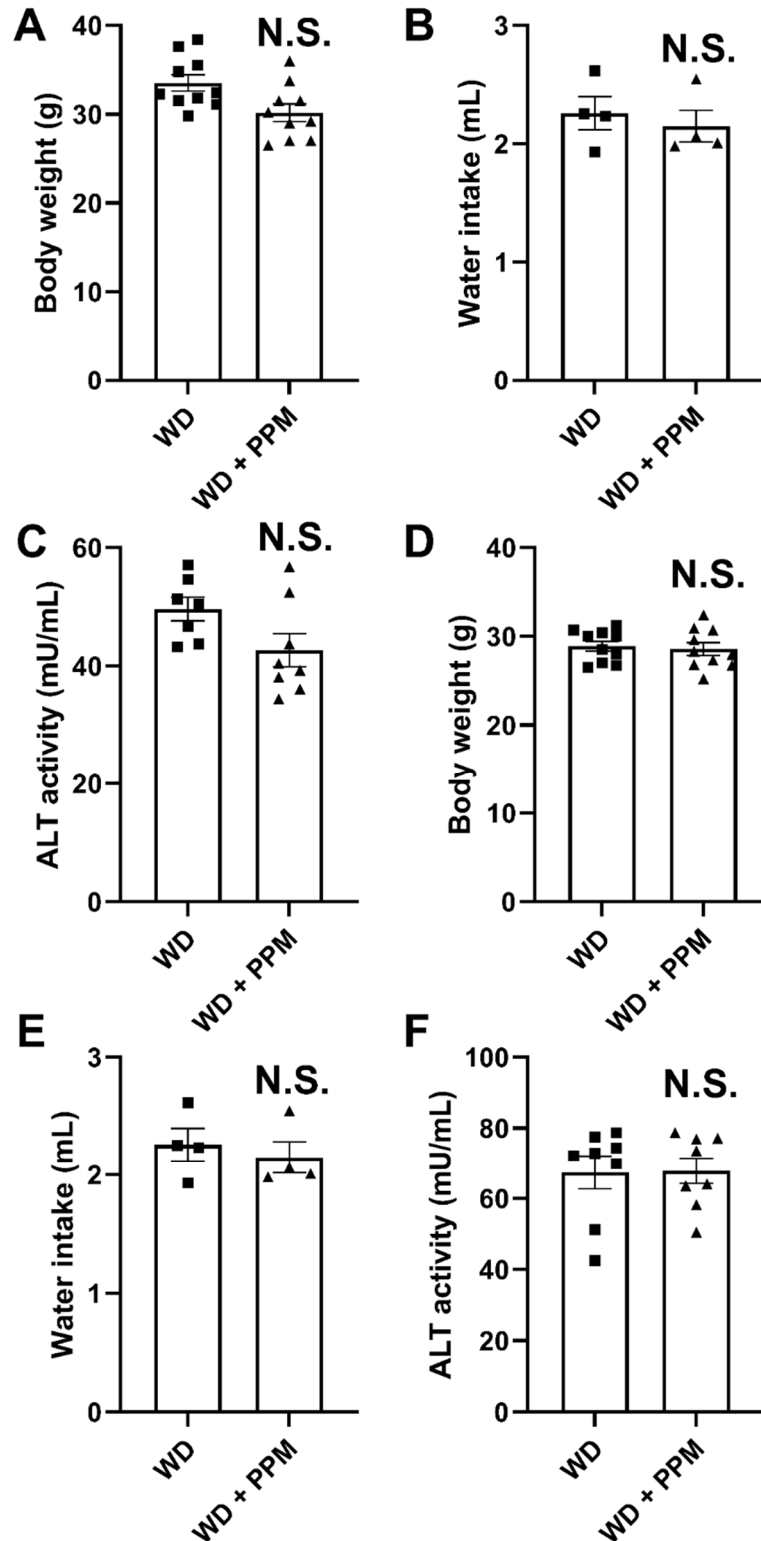 A
Body weight (g)
40
30
20
10
0
N.S.
WD
WD + PPM
B
Water intake (mL)
3
2
1
0
N.S.
WD
WD + PPM
C
ALT activity (mU/mL)
60
40
20
0
N.S.
WD
WD + PPM
D
Body weight (g)
40
30
20
10
0
N.S.
WD
WD + PPM
E
Water intake (mL)
3
2
1
0
N.S.
WD
WD + PPM
F
ALT activity (mU/mL)
100
80
60
40
20
0
N.S.
WD
WD + PPM